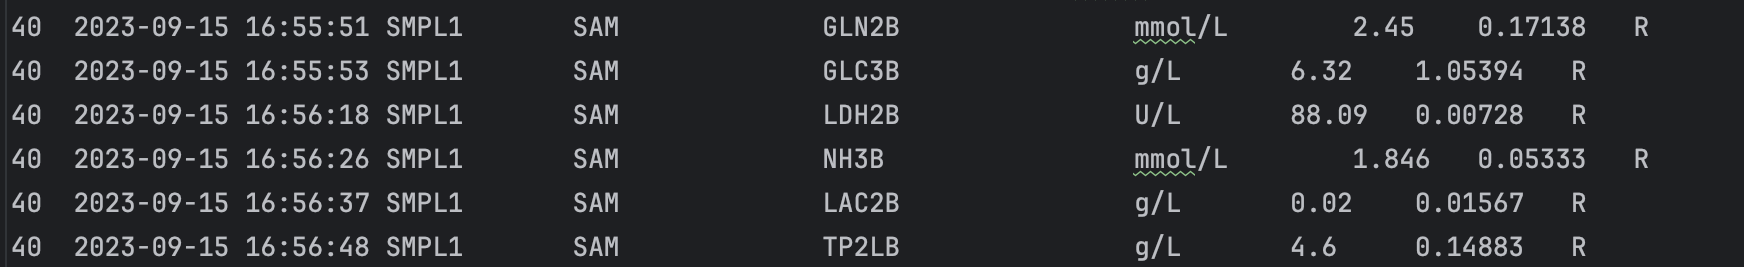 40 2023-09-15 16:55:51 SMPL1 SAM GLN2B mmol/L 2.45 0.17138 R
40 2023-09-15 16:55:53 SMPL1 SAM GLC3B g/L 6.32 1.05394 R
40 2023-09-15 16:56:18 SMPL1 SAM LDH2B U/L 88.09 0.00728 R
40 2023-09-15 16:56:26 SMPL1 SAM NH3B mmol/L 1.846 0.05333 R
40 2023-09-15 16:56:37 SMPL1 SAM LAC2B g/L 0.02 0.01567 R
40 2023-09-15 16:56:48 SMPL1 SAM TP2LB g/L 4.6 0.14883 R